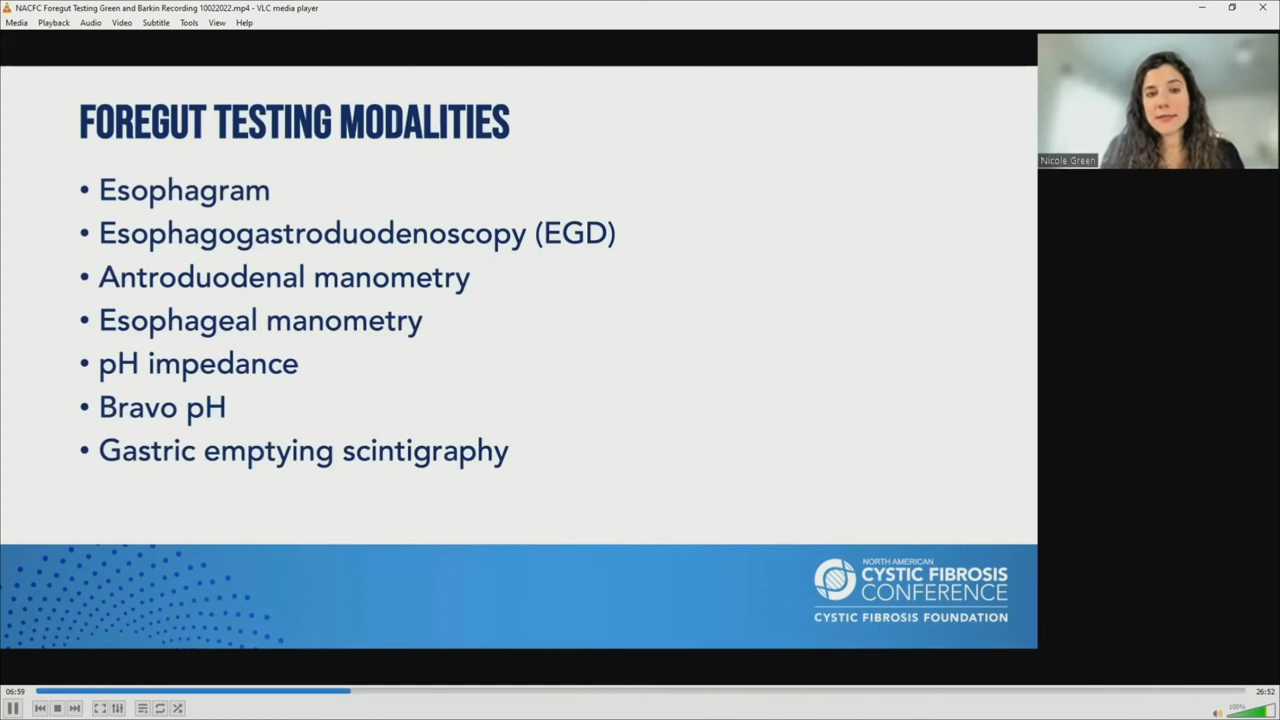 NACFC Foregut Testing Green and Barkin Recording 10022022.mp4 - VLC media player
Media Playback Audio Video Subtitle Tools View Help
FOREGUT TESTING MODALITIES
• Esophagram
• Esophagogastroduodenoscopy (EGD)
• Antroduodenal manometry
• Esophageal manometry
• pH impedance
• Bravo pH
• Gastric emptying scintigraphy
Nicole Green
NORTH AMERICAN
CYSTIC FIBROSIS
CONFERENCE
CYSTIC FIBROSIS FOUNDATION
06:59
26:52
100%